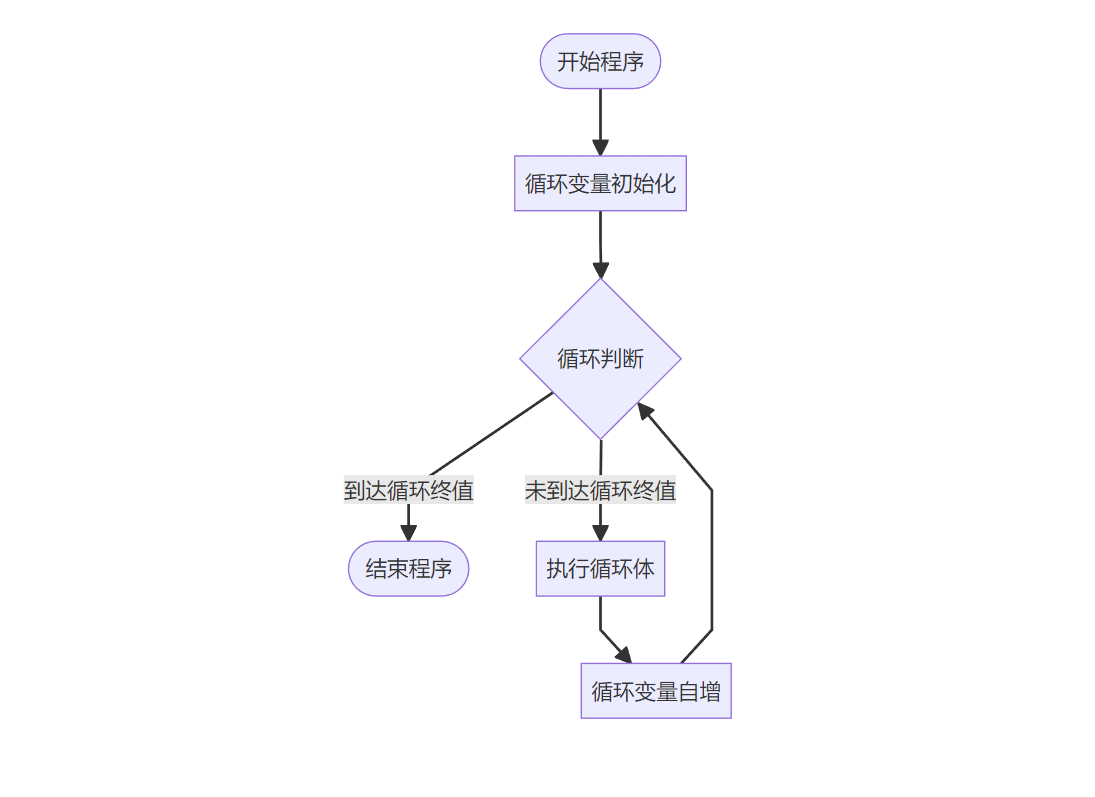 开始程序
循环变量初始化
循环判断
到达循环终值
未到达循环终值
结束程序
执行循环体
循环变量自增